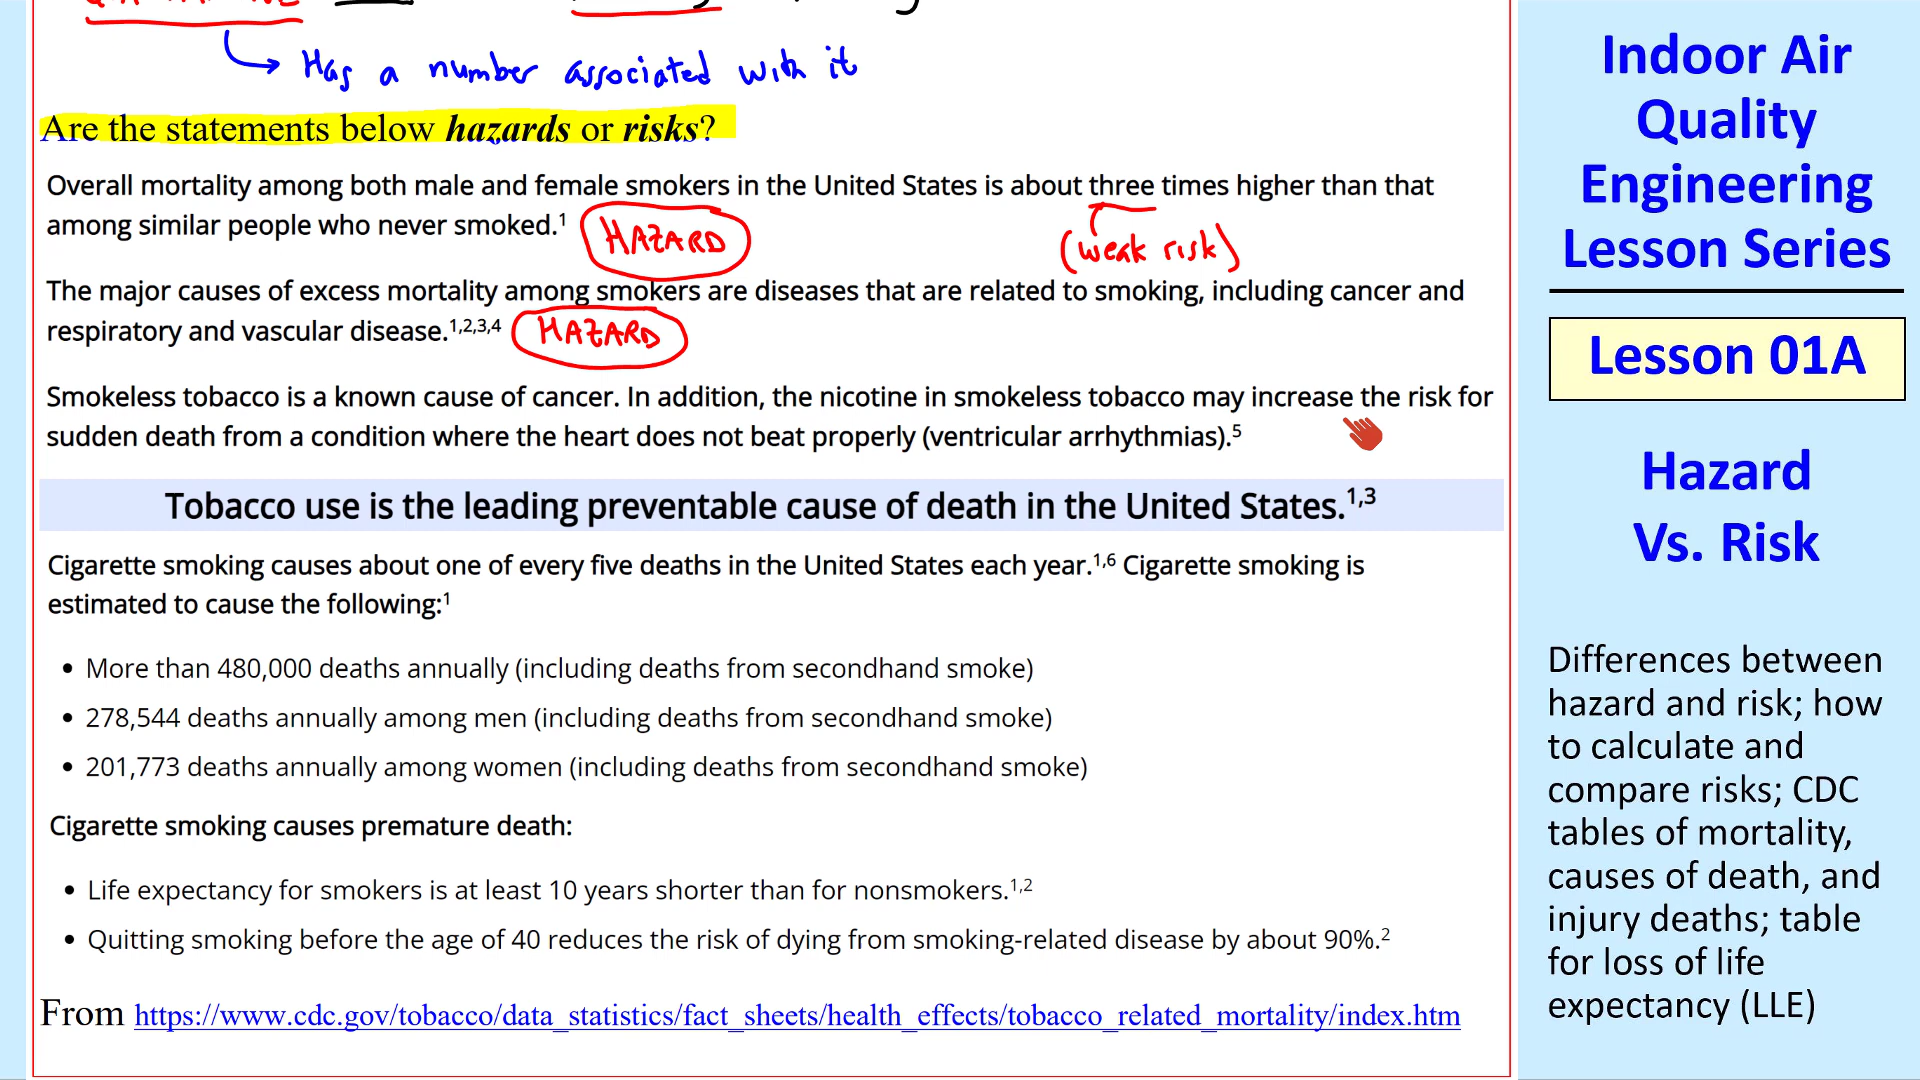 Has a number associated with it
Are the statements below hazards or risks?
Overall mortality among both male and female smokers in the United States is about three times higher than that
among similar people who never smoked.1
HAZARD
(weak risk)
The major causes of excess mortality among smokers are diseases that are related to smoking, including cancer and
respiratory and vascular disease.1,2,3,4
HAZARD
Smokeless tobacco is a known cause of cancer. In addition, the nicotine in smokeless tobacco may increase the risk for
sudden death from a condition where the heart does not beat properly (ventricular arrhythmias).5
Tobacco use is the leading preventable cause of death in the United States.1,3
Cigarette smoking causes about one of every five deaths in the United States each year.1,6 Cigarette smoking is
estimated to cause the following:1
• More than 480,000 deaths annually (including deaths from secondhand smoke)
• 278,544 deaths annually among men (including deaths from secondhand smoke)
• 201,773 deaths annually among women (including deaths from secondhand smoke)
Cigarette smoking causes premature death:
• Life expectancy for smokers is at least 10 years shorter than for nonsmokers.1,2
• Quitting smoking before the age of 40 reduces the risk of dying from smoking-related disease by about 90%.2
From https://www.cdc.gov/tobacco/data_statistics/fact_sheets/health_effects/tobacco_related_mortality/index.htm
Indoor Air
Quality
Engineering
Lesson Series
Lesson 01A
Hazard
Vs. Risk
Differences between
hazard and risk; how
to calculate and
compare risks; CDC
tables of mortality,
causes of death, and
injury deaths; table
for loss of life
expectancy (LLE)